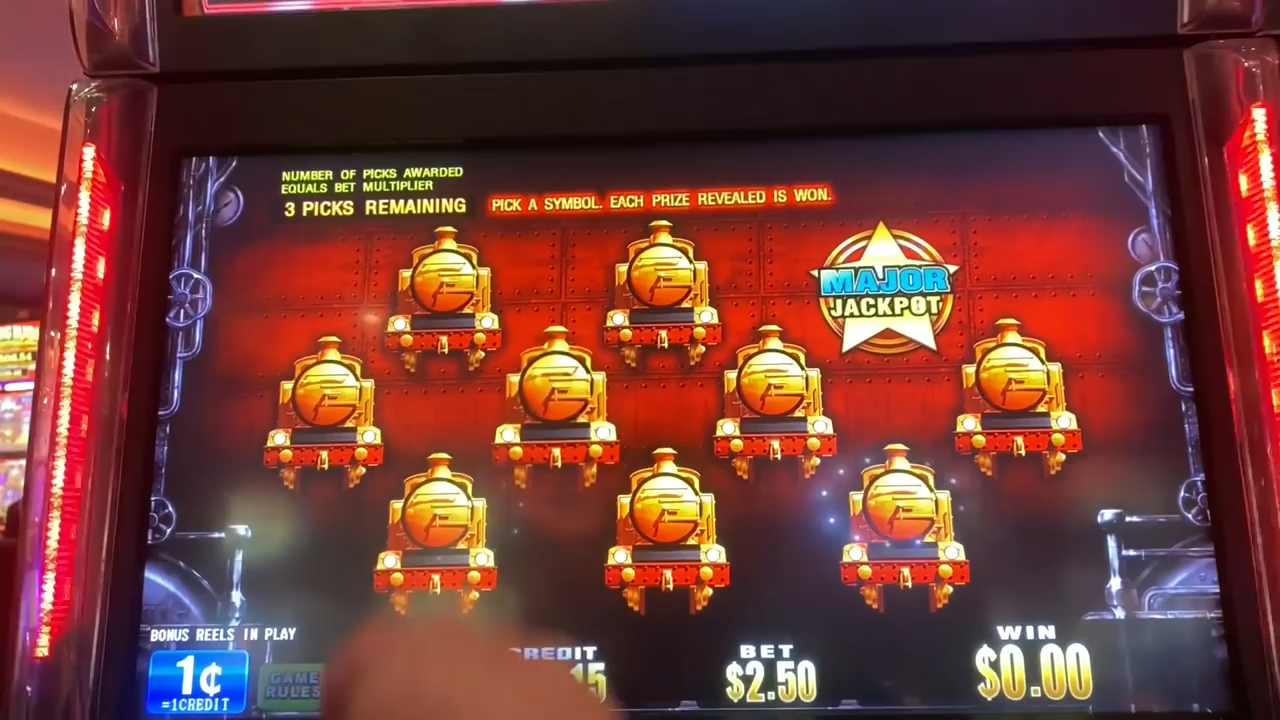 NUMBER OF PICKS AWARDED
EQUALS BET MULTIPLIER
3 PICKS REMAINING
PICK A SYMBOL. EACH PRIZE REVEALED IS WON.
MAJOR
JACKPOT
BONUS REELS IN PLAY
1¢
=1CREDIT
GAME
RULES
BET
$2.50
WIN
$0.00